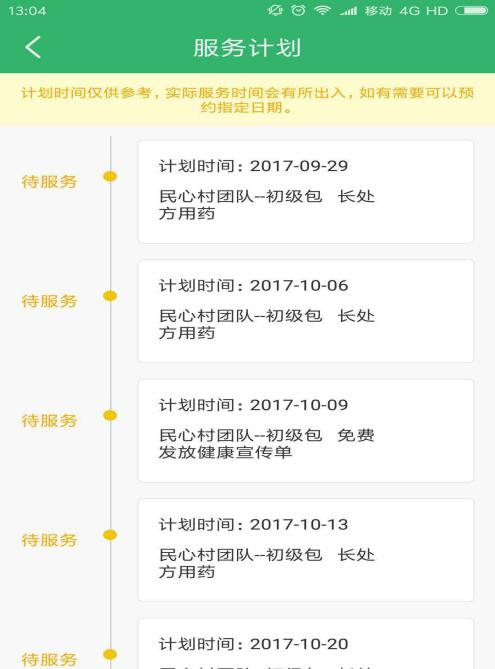 13:04 移动 4G HD
服务计划
计划时间仅供参考，实际服务时间会有所出入，如有需要可以预
约指定日期。
计划时间：2017-09-29
待服务
民心村团队--初级包 长处
方用药
计划时间：2017-10-06
待服务
民心村团队--初级包 长处
方用药
计划时间：2017-10-09
待服务
民心村团队--初级包 免费
发放健康宣传单
计划时间：2017-10-13
待服务
民心村团队--初级包 长处
方用药
计划时间：2017-10-20
待服务